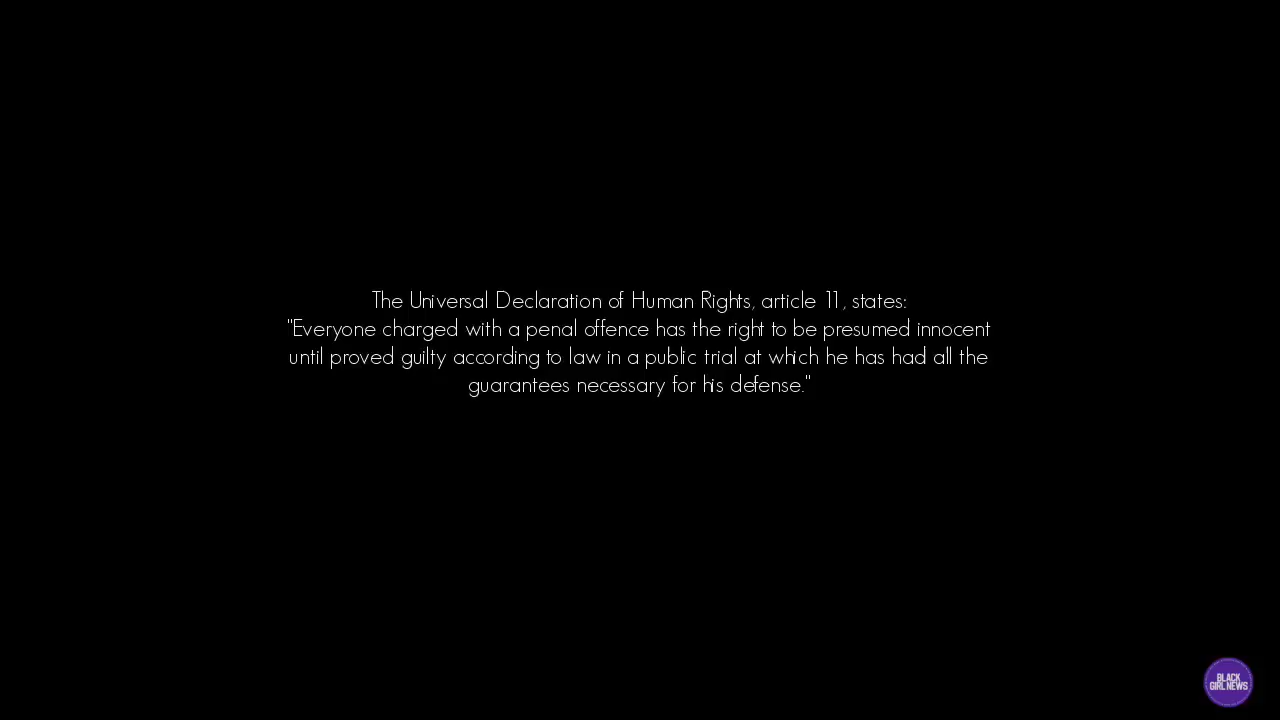 The Universal Declaration of Human Rights, article 11, states:
"Everyone charged with a penal offence has the right to be presumed innocent
until proved guilty according to law in a public trial at which he has had all the
guarantees necessary for his defense."
BLACK
GIRL NEWS